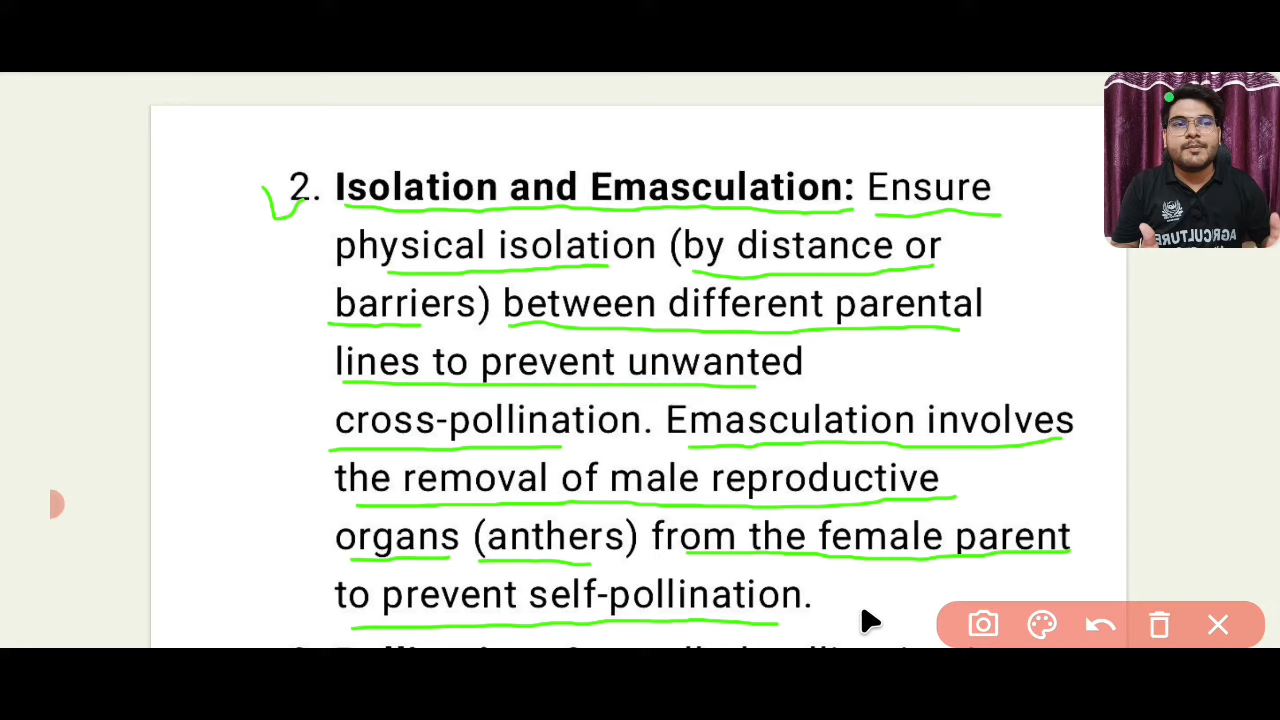 2. Isolation and Emasculation: Ensure
physical isolation (by distance or
barriers) between different parental
lines to prevent unwanted
cross-pollination. Emasculation involves
the removal of male reproductive
organs (anthers) from the female parent
to prevent self-pollination.
AGRICULTURE